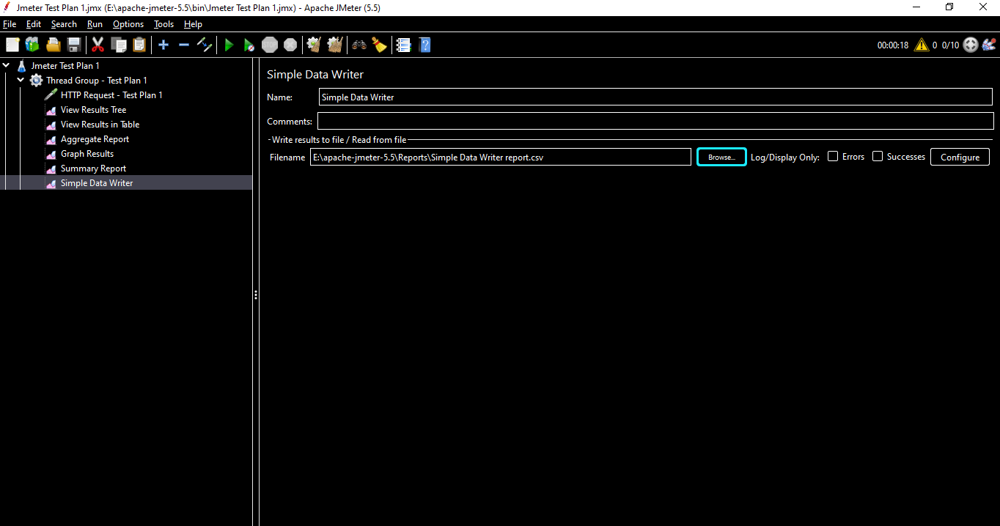 Jmeter Test Plan 1.jmx (E:\apache-jmeter-5.5\bin\Jmeter Test Plan 1.jmx) - Apache JMeter (5.5)
File Edit Search Run Options Tools Help
00:00:18 0 0/10
Jmeter Test Plan 1
Thread Group - Test Plan 1
HTTP Request - Test Plan 1
View Results Tree
View Results in Table
Aggregate Report
Graph Results
Summary Report
Simple Data Writer
Simple Data Writer
Name: Simple Data Writer
Comments:
Write results to file / Read from file
Filename E:\apache-jmeter-5.5\Reports\Simple Data Writer report.csv Browse... Log/Display Only: Errors Successes Configure